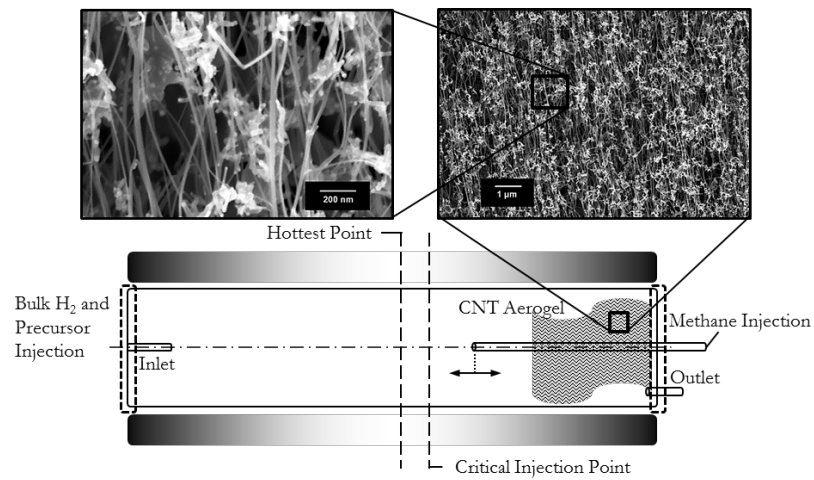 200 nm
1 µm
Hottest Point
Bulk H₂ and
Precursor
Injection
CNT Aerogel
Methane Injection
Inlet
Outlet
Critical Injection Point